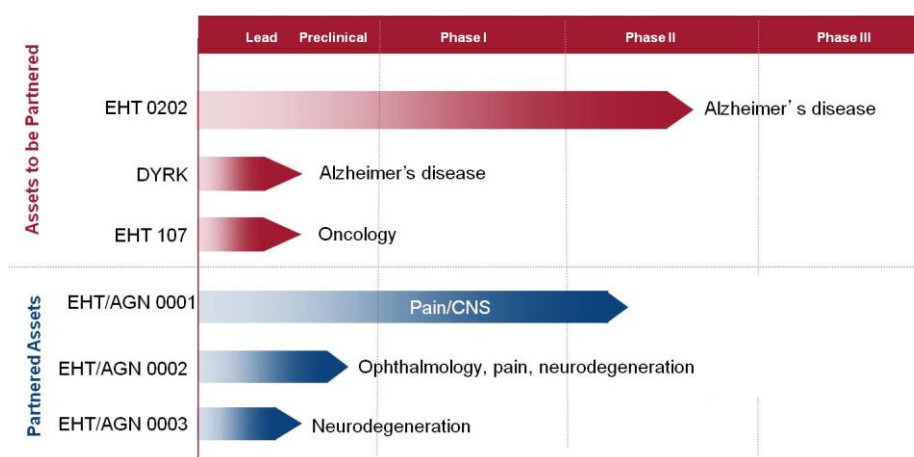 Lead Preclinical Phase I Phase II Phase III
Assets to be Partnered
EHT 0202 Alzheimer’s disease
DYRK Alzheimer’s disease
EHT 107 Oncology
Partnered Assets
EHT/AGN 0001 Pain/CNS
EHT/AGN 0002 Ophthalmology, pain, neurodegeneration
EHT/AGN 0003 Neurodegeneration